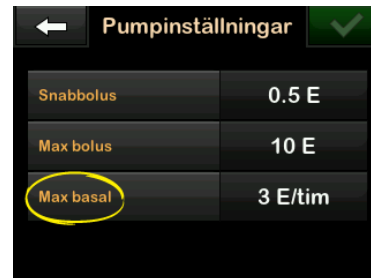 Pumpinställningar
Snabbolus 0.5 E
Max bolus 10 E
Max basal 3 E/tim